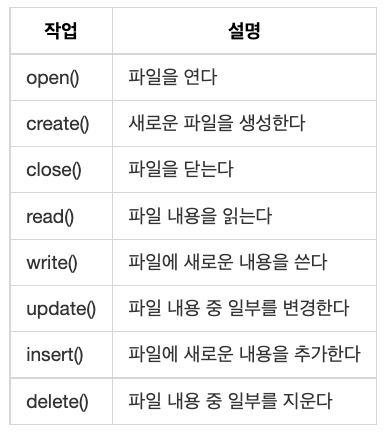 작업 설명
open() 파일을 연다
create() 새로운 파일을 생성한다
close() 파일을 닫는다
read() 파일 내용을 읽는다
write() 파일에 새로운 내용을 쓴다
update() 파일 내용 중 일부를 변경한다
insert() 파일에 새로운 내용을 추가한다
delete() 파일 내용 중 일부를 지운다